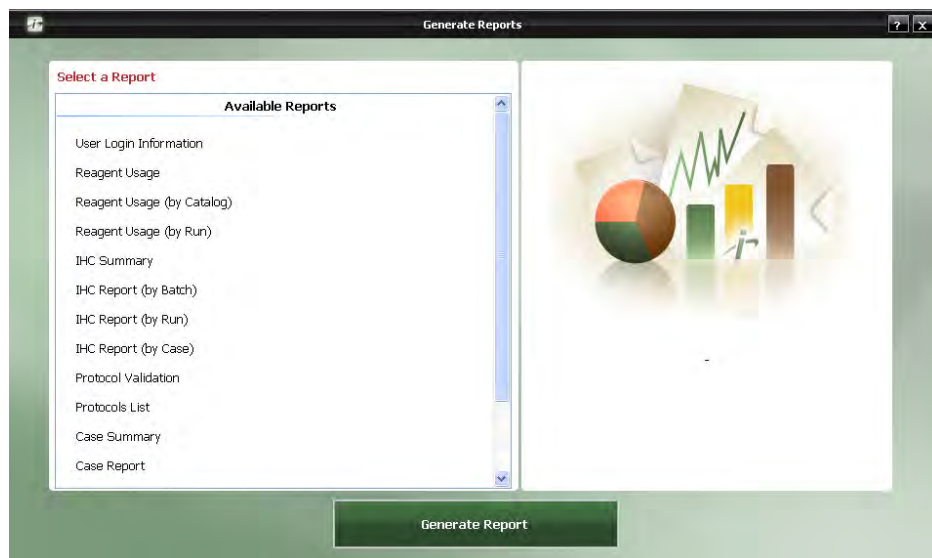 Generate Reports
? X
Select a Report
Available Reports
User Login Information
Reagent Usage
Reagent Usage (by Catalog)
Reagent Usage (by Run)
IHC Summary
IHC Report (by Batch)
IHC Report (by Run)
IHC Report (by Case)
Protocol Validation
Protocols List
Case Summary
Case Report
-
Generate Report